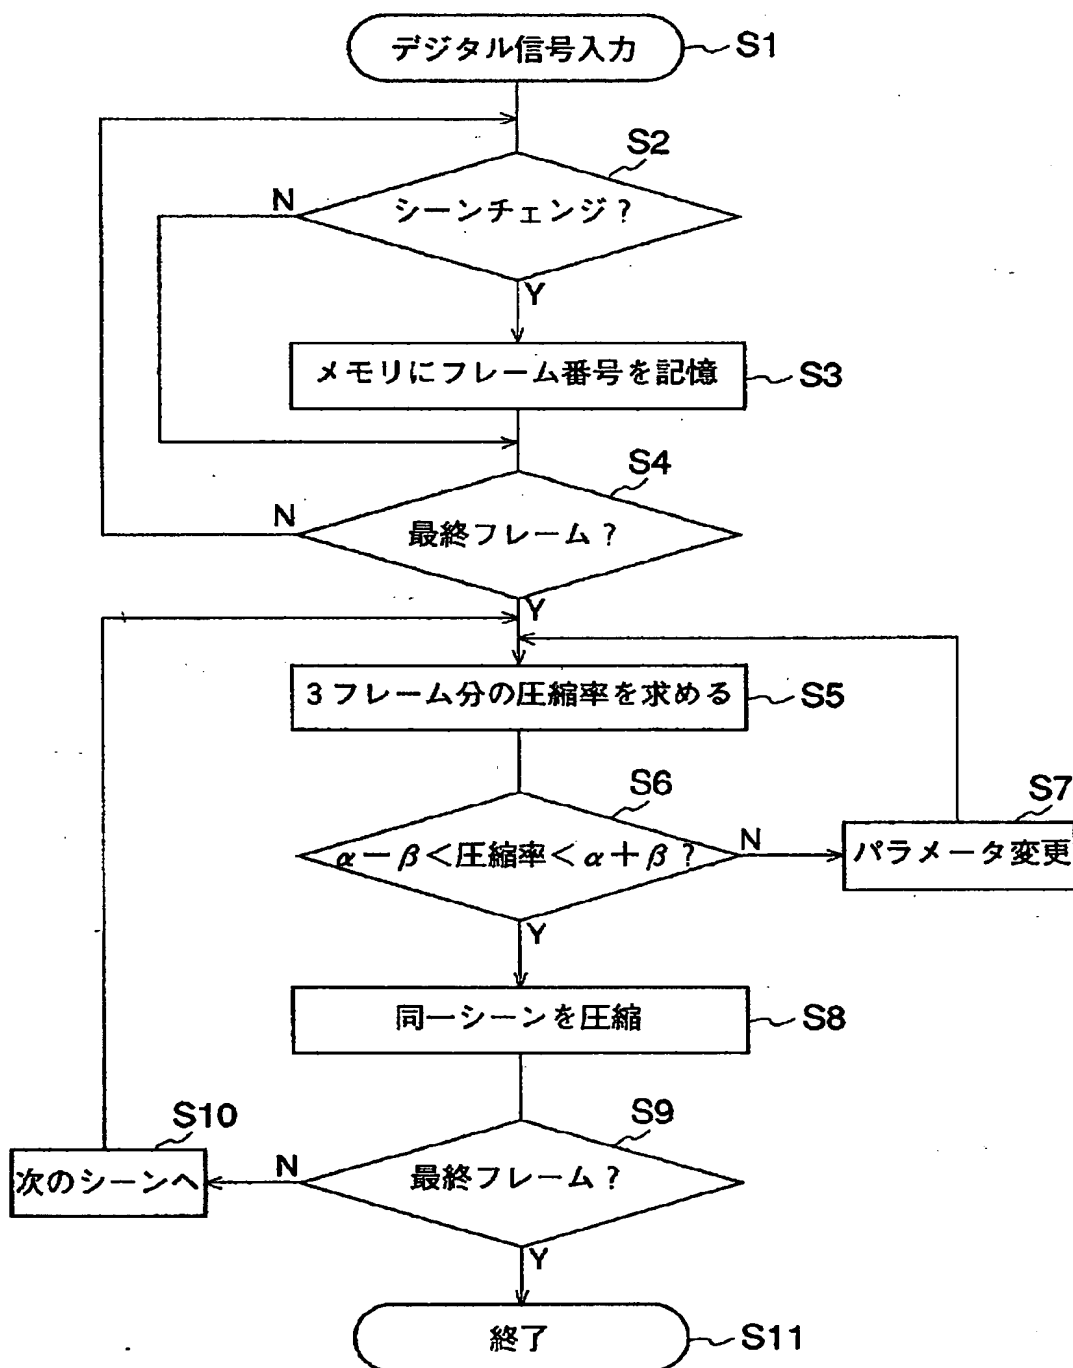 デジタル信号入力
S1
S2
シーンチェンジ？
N
Y
メモリにフレーム番号を記憶
S3
S4
最終フレーム？
N
Y
3フレーム分の圧縮率を求める
S5
S6
α－β＜圧縮率＜α＋β？
N
Y
S7
パラメータ変更
同一シーンを圧縮
S8
S9
最終フレーム？
N
Y
S10
次のシーンへ
終了
S11